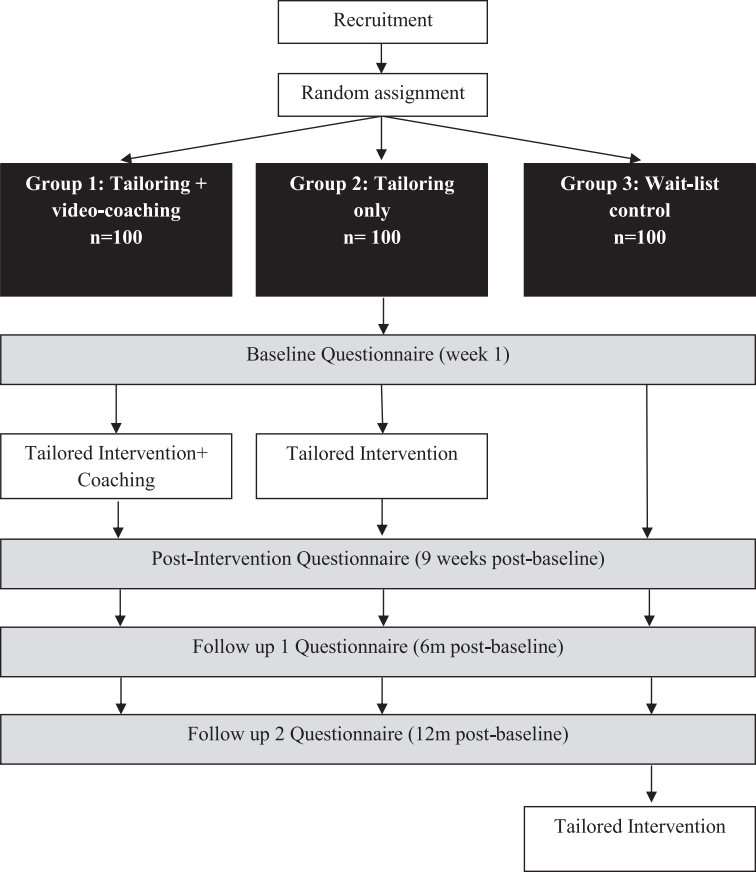 Recruitment
Random assignment
Group 1: Tailoring +
video-coaching
n=100
Group 2: Tailoring
only
n= 100
Group 3: Wait-list
control
n=100
Baseline Questionnaire (week 1)
Tailored Intervention+
Coaching
Tailored Intervention
Post-Intervention Questionnaire (9 weeks post-baseline)
Follow up 1 Questionnaire (6m post-baseline)
Follow up 2 Questionnaire (12m post-baseline)
Tailored Intervention